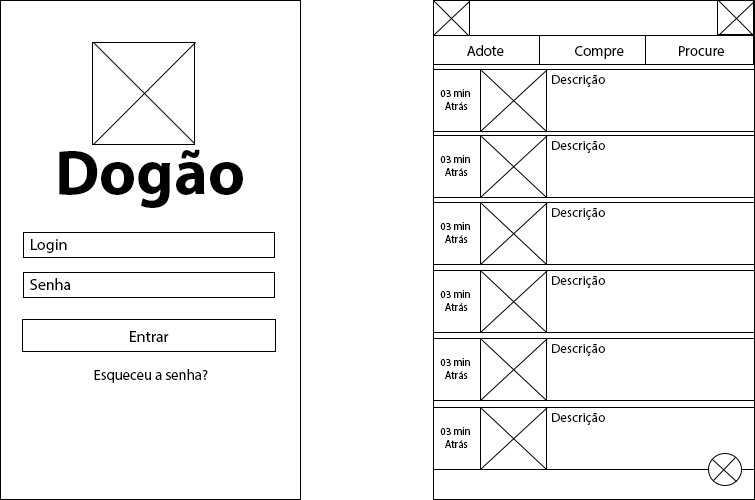 Dogão
Login
Senha
Entrar
Esqueceu a senha?
Adote Compre Procure
03 min
Atrás
Descrição
03 min
Atrás
Descrição
03 min
Atrás
Descrição
03 min
Atrás
Descrição
03 min
Atrás
Descrição
03 min
Atrás
Descrição